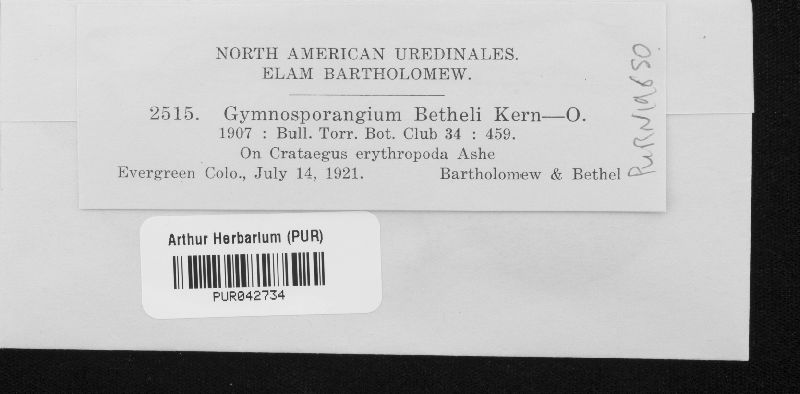 NORTH AMERICAN UREDINALES.
ELAM BARTHOLOMEW.
2515. Gymnosporangium Betheli Kern—O.
1907 : Bull. Torr. Bot. Club 34 : 459.
On Crataegus erythropoda Ashe
Evergreen Colo., July 14, 1921. Bartholomew & Bethel
PURN19650
Arthur Herbarium (PUR)
PUR042734